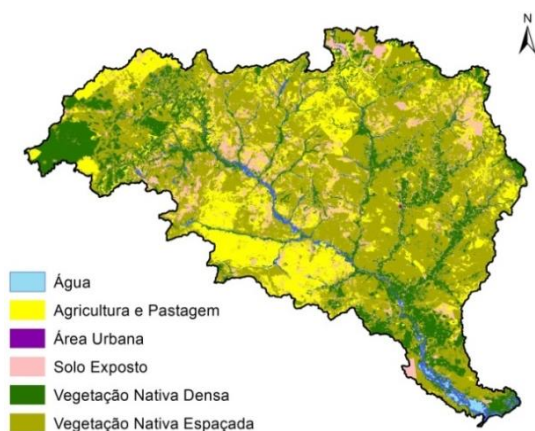 N
Água
Agricultura e Pastagem
Área Urbana
Solo Exposto
Vegetação Nativa Densa
Vegetação Nativa Espaçada